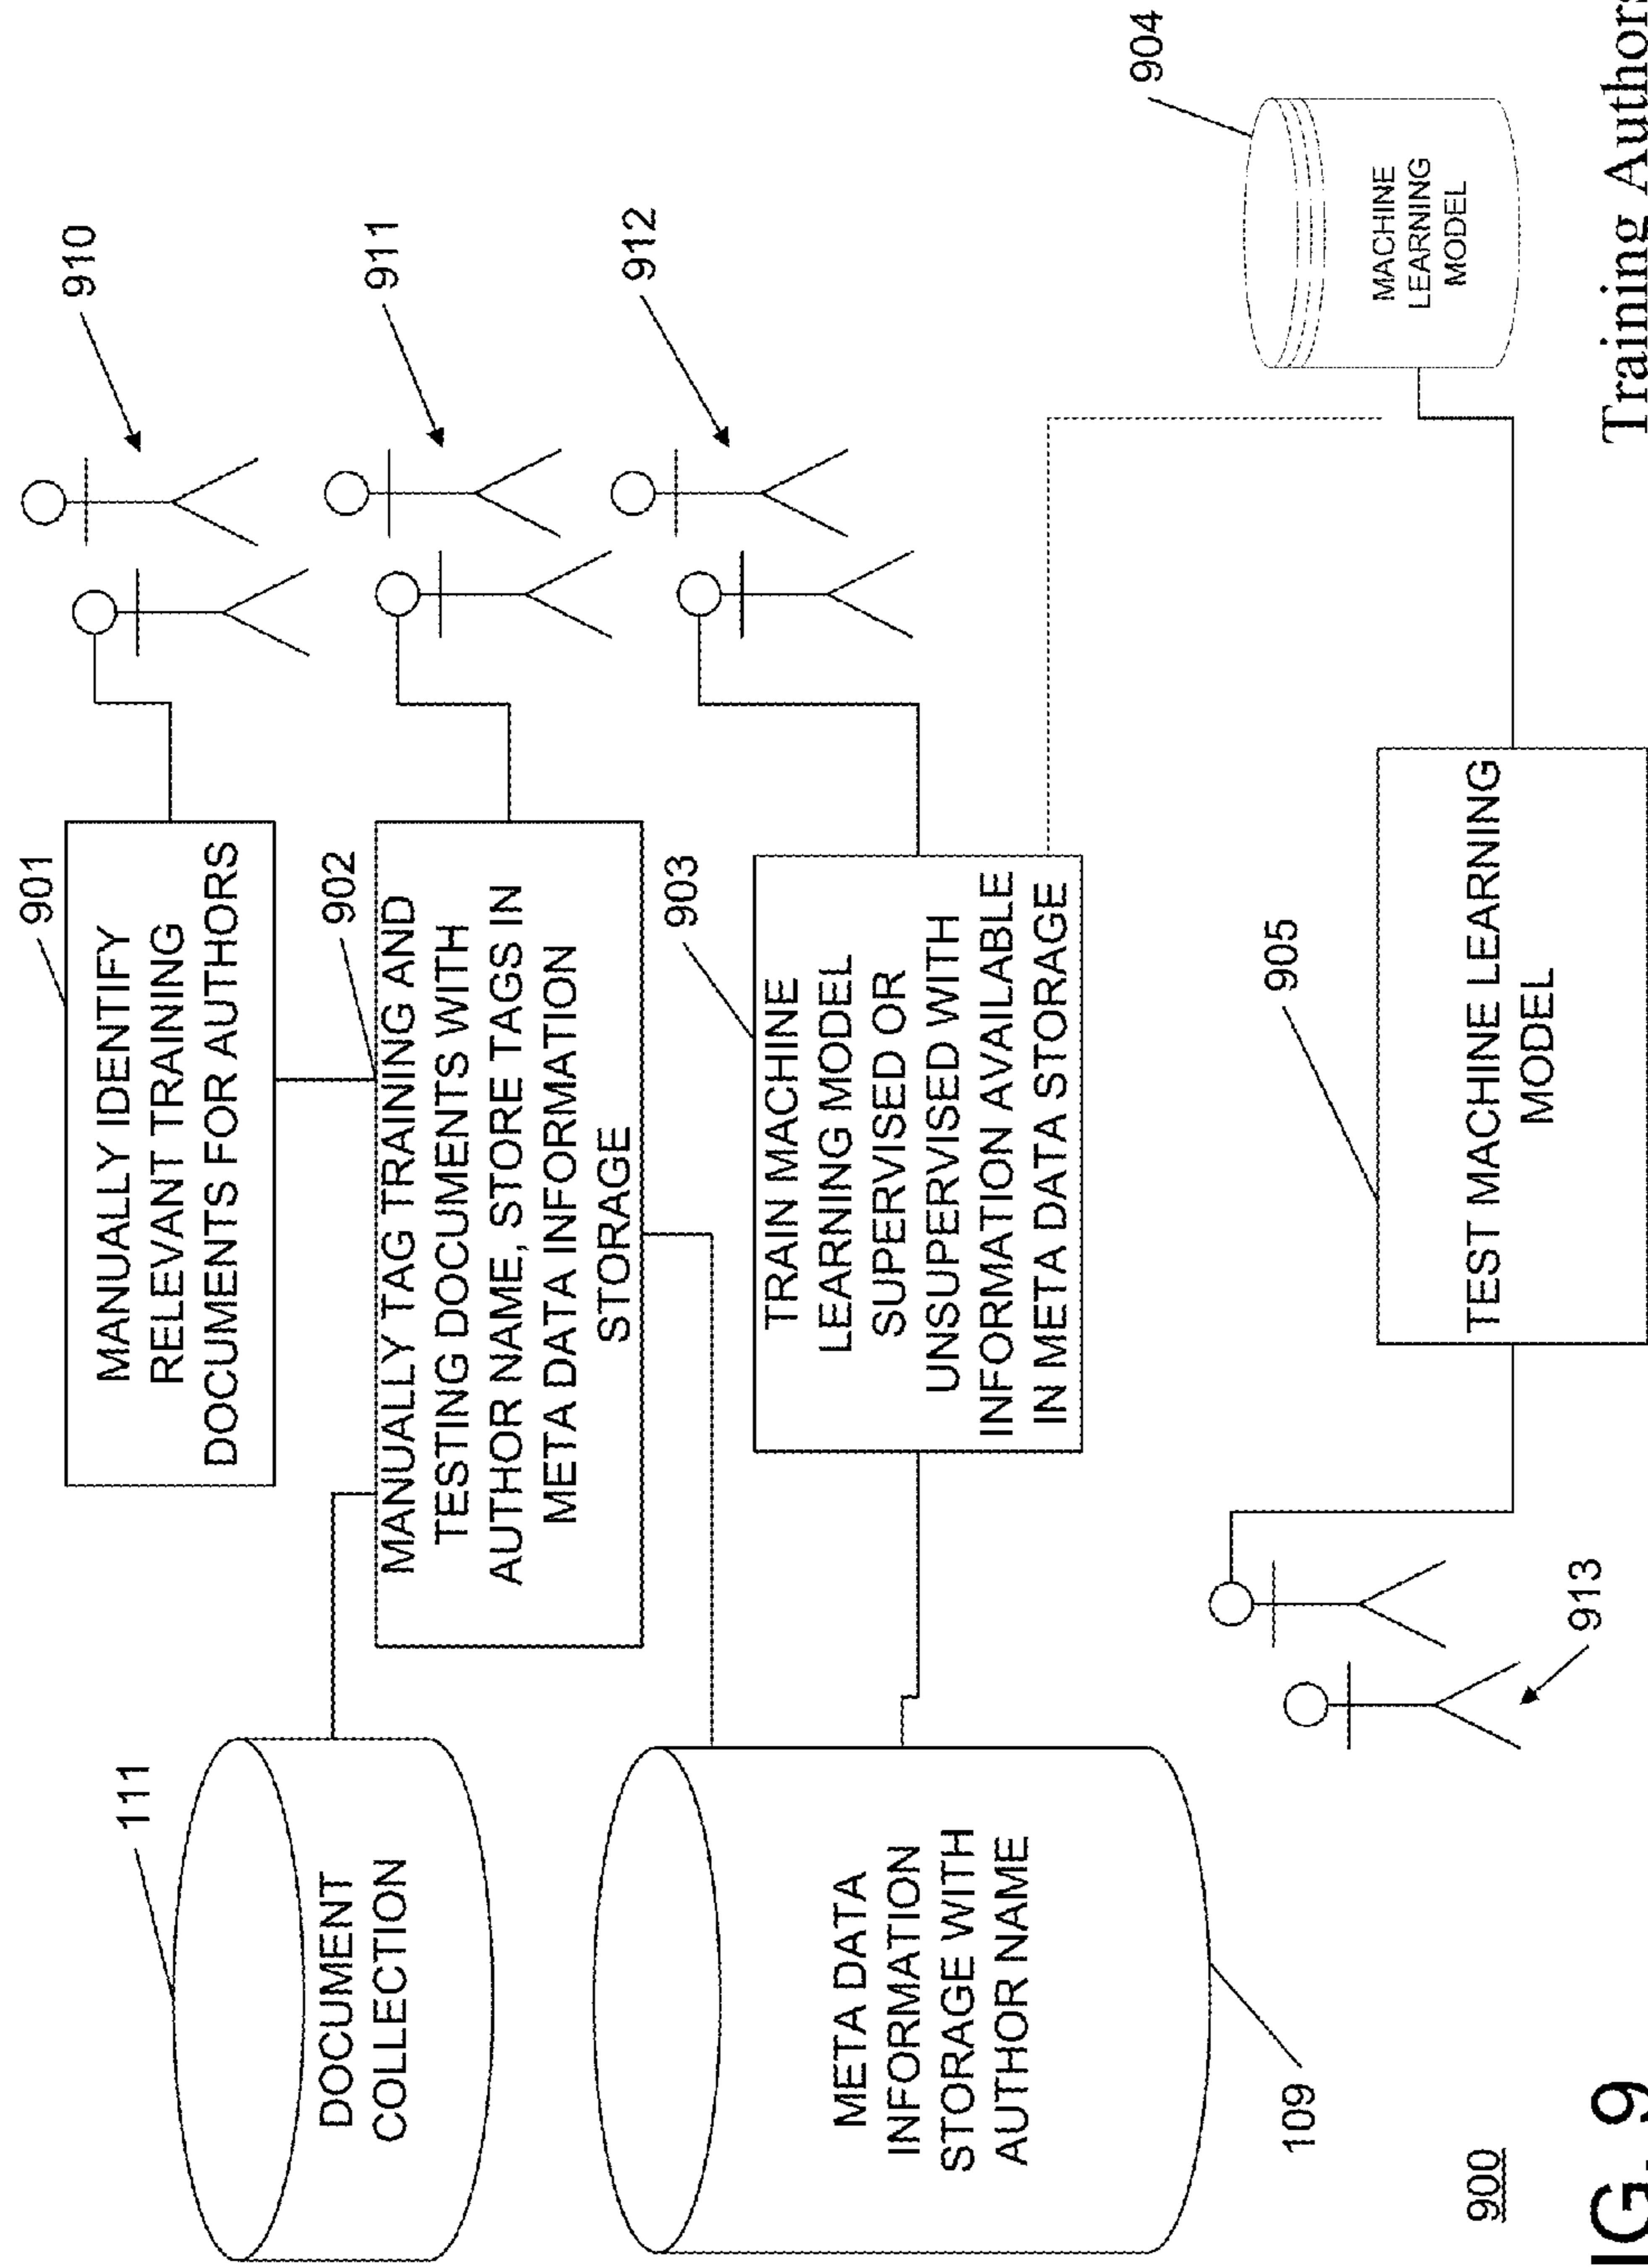 901
MANUALLY IDENTIFY
RELEVANT TRAINING
DOCUMENTS FOR AUTHORS
910
111
DOCUMENT
COLLECTION
902
MANUALLY TAG TRAINING AND
TESTING DOCUMENTS WITH
AUTHOR NAME, STORE TAGS IN
META DATA INFORMATION
STORAGE
911
META DATA
INFORMATION
STORAGE WITH
AUTHOR NAME
109
903
TRAIN MACHINE
LEARNING MODEL
SUPERVISED OR
UNSUPERVISED WITH
INFORMATION AVAILABLE
IN META DATA STORAGE
912
904
MACHINE
LEARNING
MODEL
905
TEST MACHINE LEARNING
MODEL
913
900
IG. 9
Training Authors